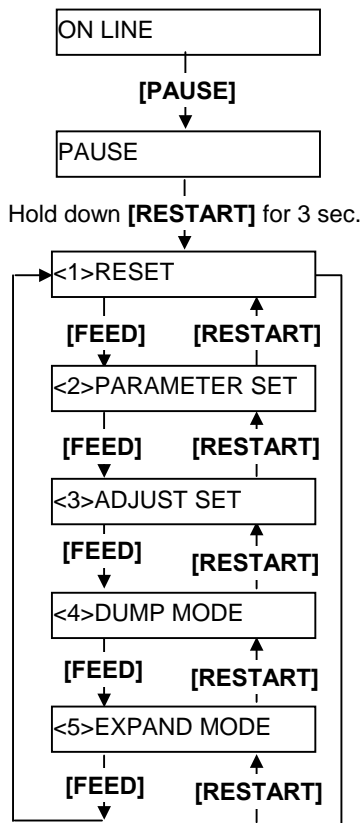 ON LINE
[PAUSE]
PAUSE
Hold down [RESTART] for 3 sec.
<1>RESET
[FEED] [RESTART]
<2>PARAMETER SET
[FEED] [RESTART]
<3>ADJUST SET
[FEED] [RESTART]
<4>DUMP MODE
[FEED] [RESTART]
<5>EXPAND MODE
[FEED] [RESTART]